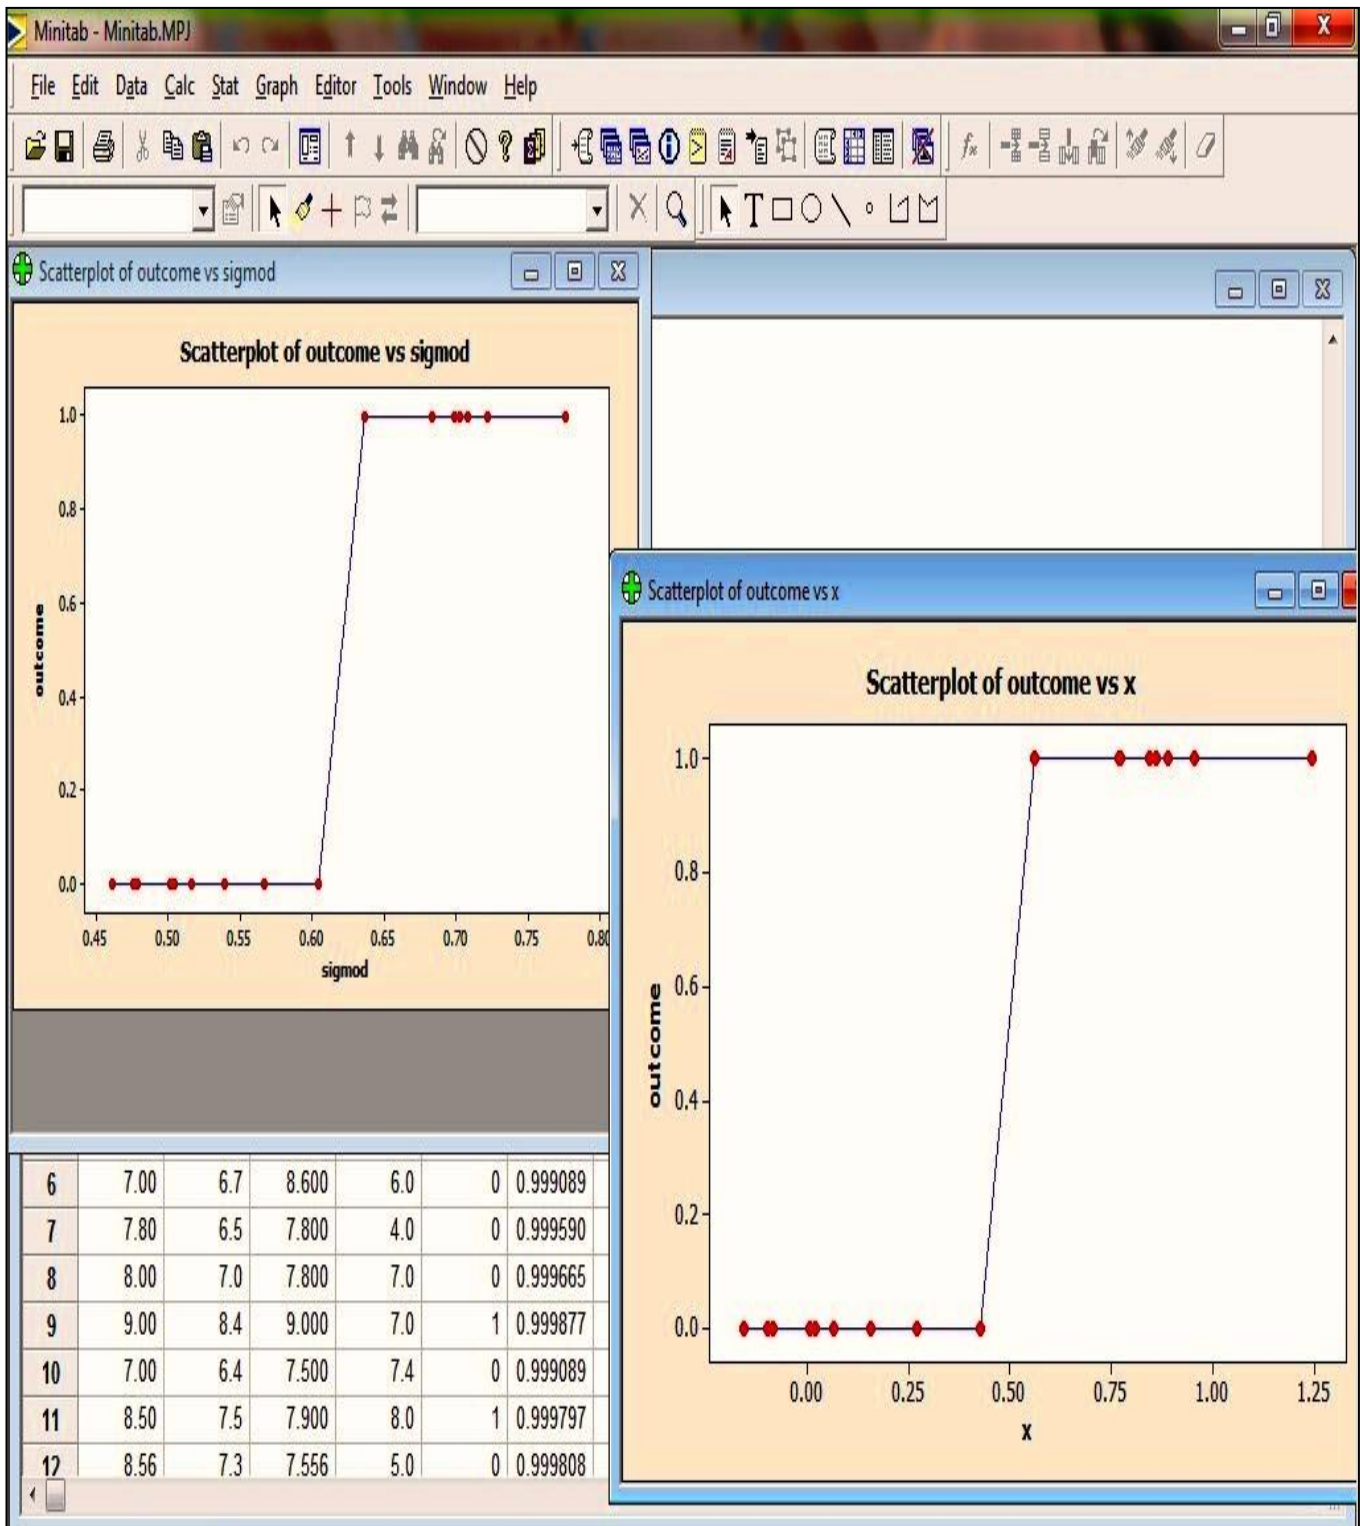 Minitab - Minitab.MPJ
File Edit Data Calc Stat Graph Editor Tools Window Help
Scatterplot of outcome vs sigmod
Scatterplot of outcome vs sigmod
1.0
0.8
0.6
0.4
0.2
0.0
outcome
0.45 0.50 0.55 0.60 0.65 0.70 0.75 0.80
sigmod
Scatterplot of outcome vs x
Scatterplot of outcome vs x
1.0
0.8
0.6
0.4
0.2
0.0
outcome
0.00 0.25 0.50 0.75 1.00 1.25
x
6 7.00 6.7 8.600 6.0 0 0.999089
7 7.80 6.5 7.800 4.0 0 0.999590
8 8.00 7.0 7.800 7.0 0 0.999665
9 9.00 8.4 9.000 7.0 1 0.999877
10 7.00 6.4 7.500 7.4 0 0.999089
11 8.50 7.5 7.900 8.0 1 0.999797
12 8.56 7.3 7.556 5.0 0 0.999808